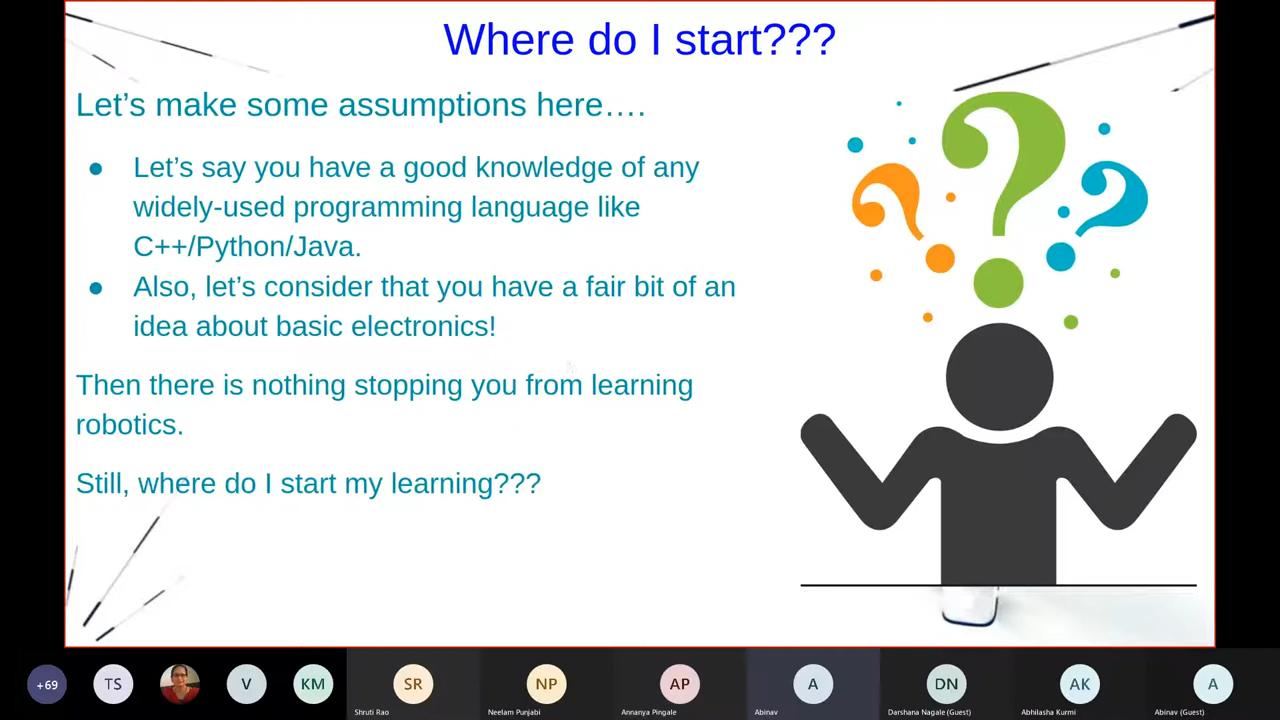 Where do I start???
Let's make some assumptions here....
● Let's say you have a good knowledge of any
widely-used programming language like
C++/Python/Java.
● Also, let's consider that you have a fair bit of an
idea about basic electronics!
Then there is nothing stopping you from learning
robotics.
Still, where do I start my learning???
? ? ?
+69 TS V KM SR NP AP A DN AK A
Shruti Rao Neelam Punjabi Annanya Pingale Abinav Darshana Nagale (Guest) Abhilasha Kurmi Abinav (Guest)